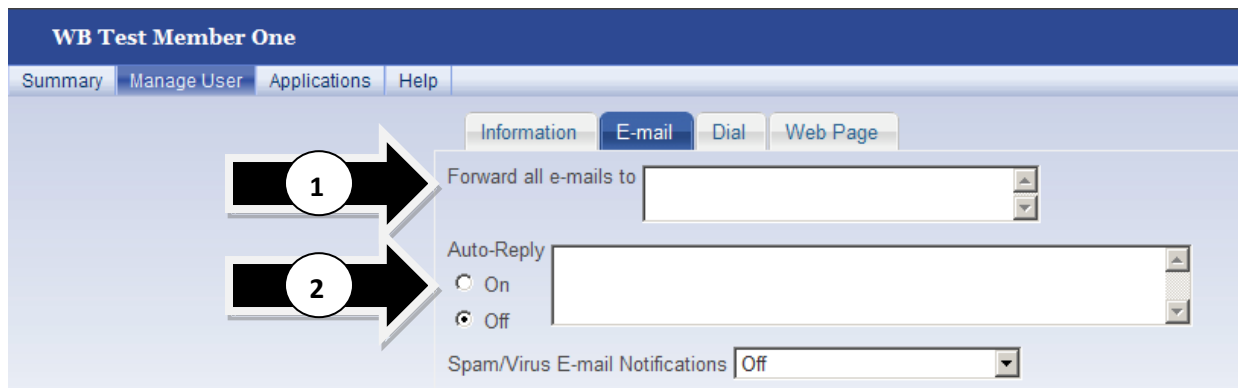 WB Test Member One
Summary Manage User Applications Help
Information E-mail Dial Web Page
1
Forward all e-mails to
Auto-Reply
2
On
Off
Spam/Virus E-mail Notifications Off